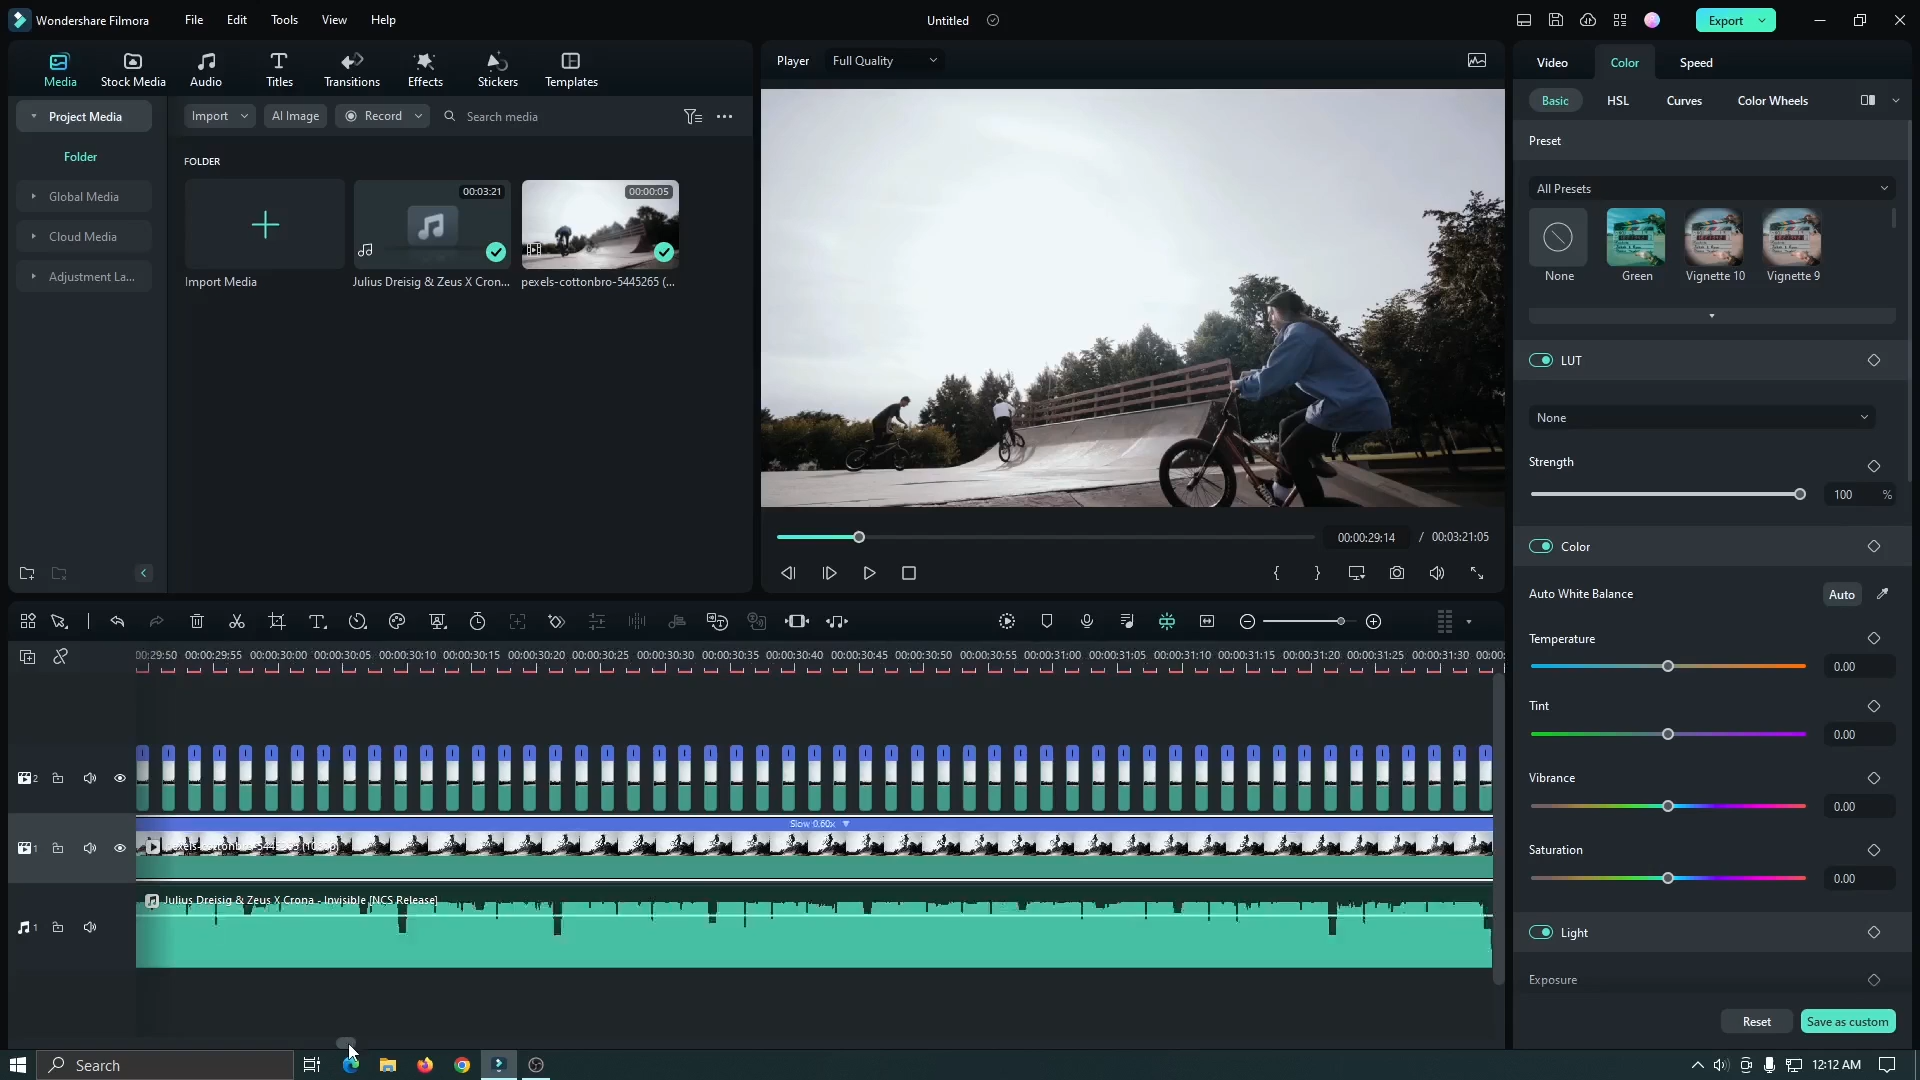 Wondershare Filmora
File
Edit
Tools
View
Help
Untitled
Export
Media
Stock Media
Audio
Titles
Transitions
Effects
Stickers
Templates
Player
Full Quality
Video
Color
Speed
Project Media
Import
AI Image
Record
Search media
Basic
HSL
Curves
Color Wheels
Folder
FOLDER
Preset
Global Media
00:03:21
00:00:05
All Presets
Cloud Media
Adjustment La...
Import Media
Julius Dreisig & Zeus X Cron...
pexels-cottonbro-5445265 (...
None
Green
Vignette 10
Vignette 9
LUT
None
Strength
100 %
00:00:29:14 / 00:03:21:05
Color
Auto White Balance
Auto
Temperature
0.00
00:29:50 00:00:29:55 00:00:30:00 00:00:30:05 00:00:30:10 00:00:30:15 00:00:30:20 00:00:30:25 00:00:30:30 00:00:30:35 00:00:30:40 00:00:30:45 00:00:30:50 00:00:30:55 00:00:31:00 00:00:31:05 00:00:31:10 00:00:31:15 00:00:31:20 00:00:31:25 00:00:31:30 00:00:
Tint
0.00
Vibrance
0.00
2
Slow 0.60x
1
Saturation
0.00
Julius Dreisig & Zeus X Crona - Invisible [NCS Release]
1
Light
Exposure
Reset
Save as custom
Search
12:12 AM